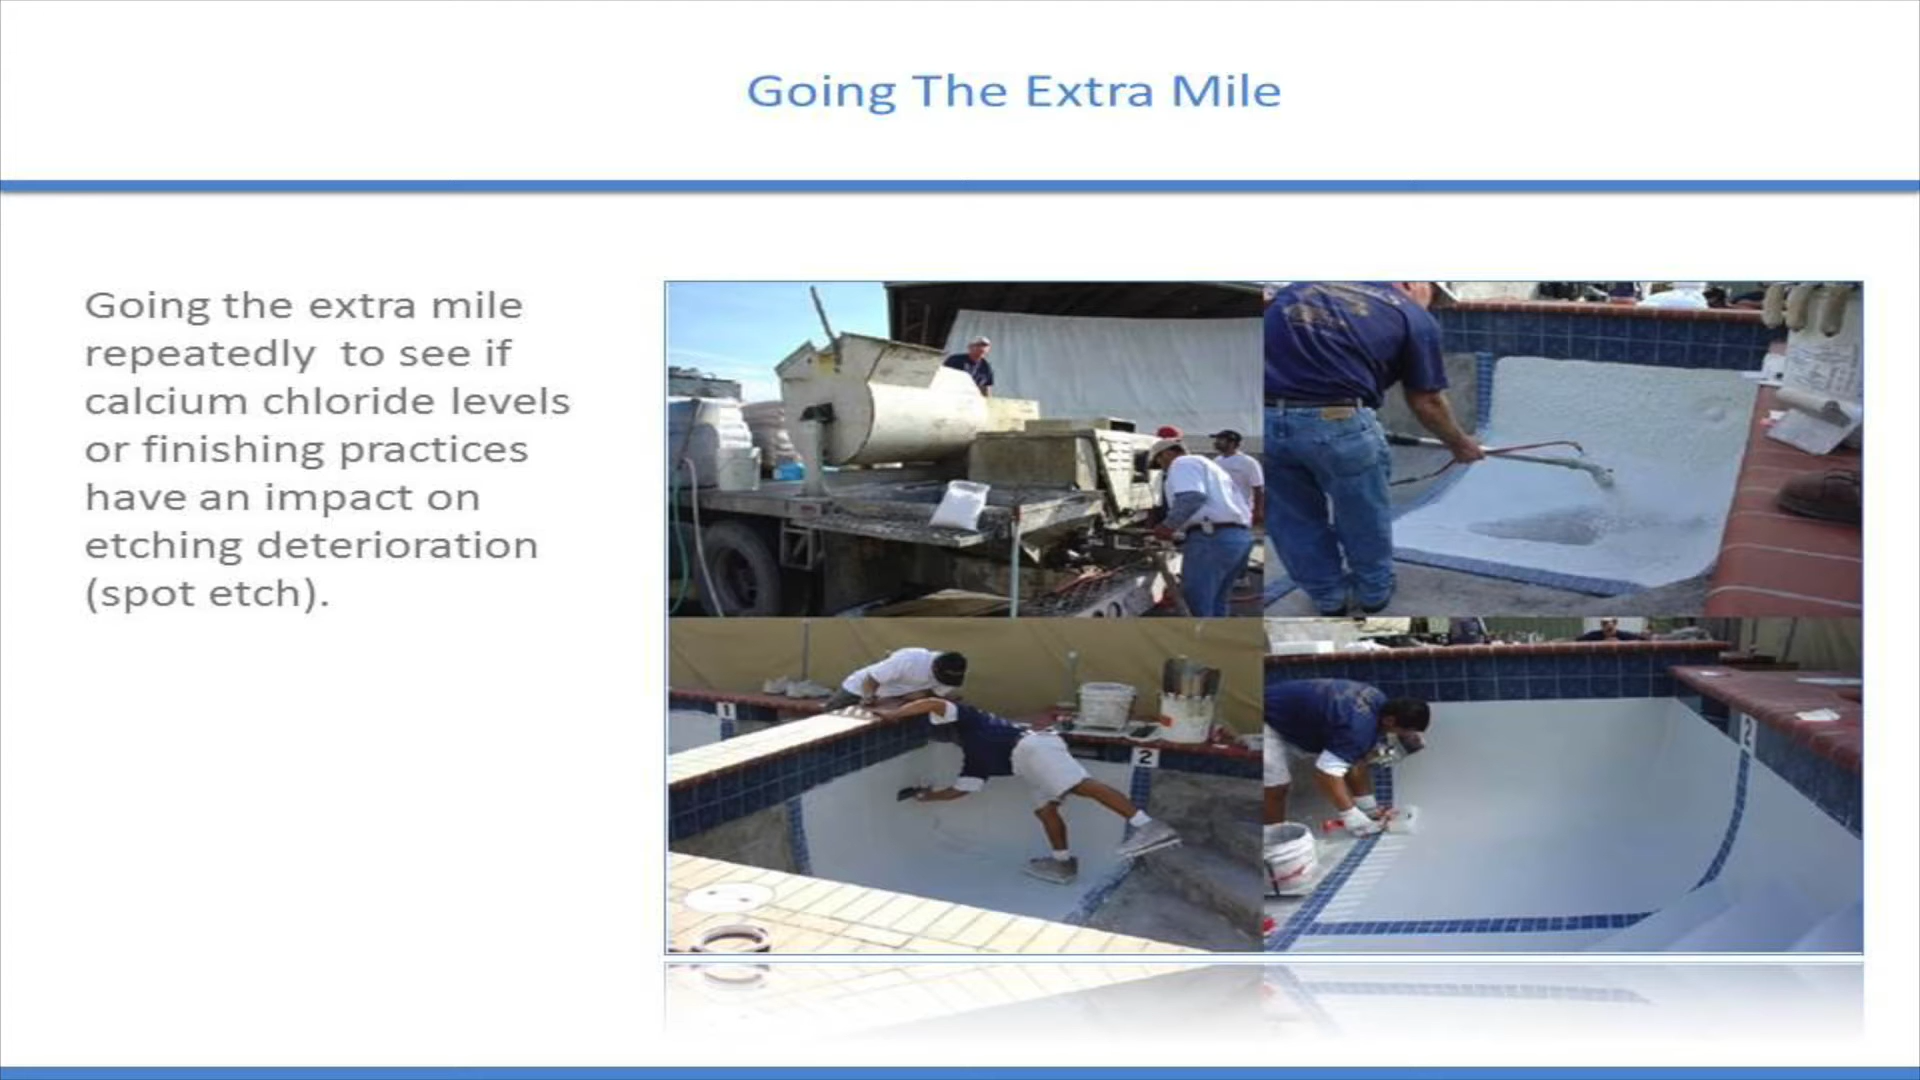 Going The Extra Mile
Going the extra mile
repeatedly  to see if
calcium chloride levels
or finishing practices
have an impact on
etching deterioration
(spot etch).
1
2
2